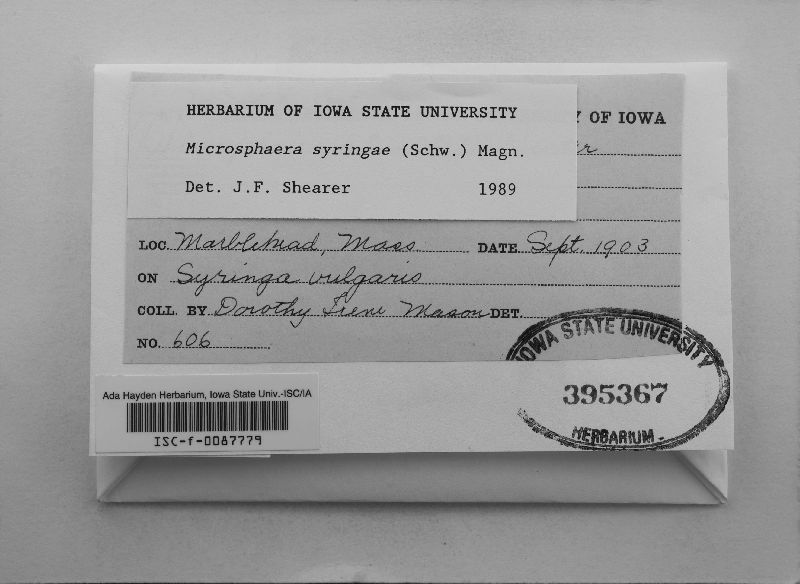 HERBARIUM OF IOWA STATE UNIVERSITY
Microsphaera syringae (Schw.) Magn.
Det. J.F. Shearer 1989
Y OF IOWA
LOC. Marblehead, Mass DATE Sept. 1903
ON Syringa vulgaris
COLL. BY Dorothy Irene Mason DET.
NO. 606
IOWA STATE UNIVERSITY
395367
HERBARIUM
Ada Hayden Herbarium, Iowa State Univ.-ISC/IA
ISC-f-0087779